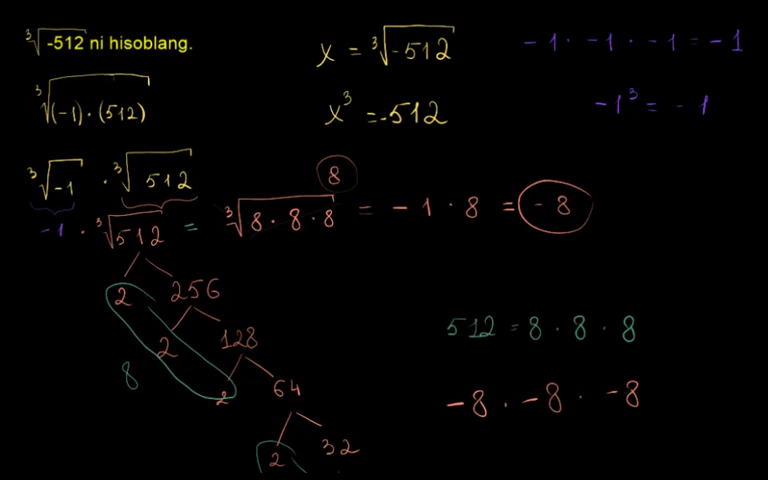 ∛-512 ni hisoblang.
x = ∛-512
-1 · -1 · -1 = -1
∛(-1) · (512)
x³ = -512
-1³ = -1
∛-1 · ∛512
8
-1 · ∛512 = ∛8 · 8 · 8 = -1 · 8 = -8
2 256
2 128
8 2 64
2 32
512 = 8 · 8 · 8
-8 · -8 · -8